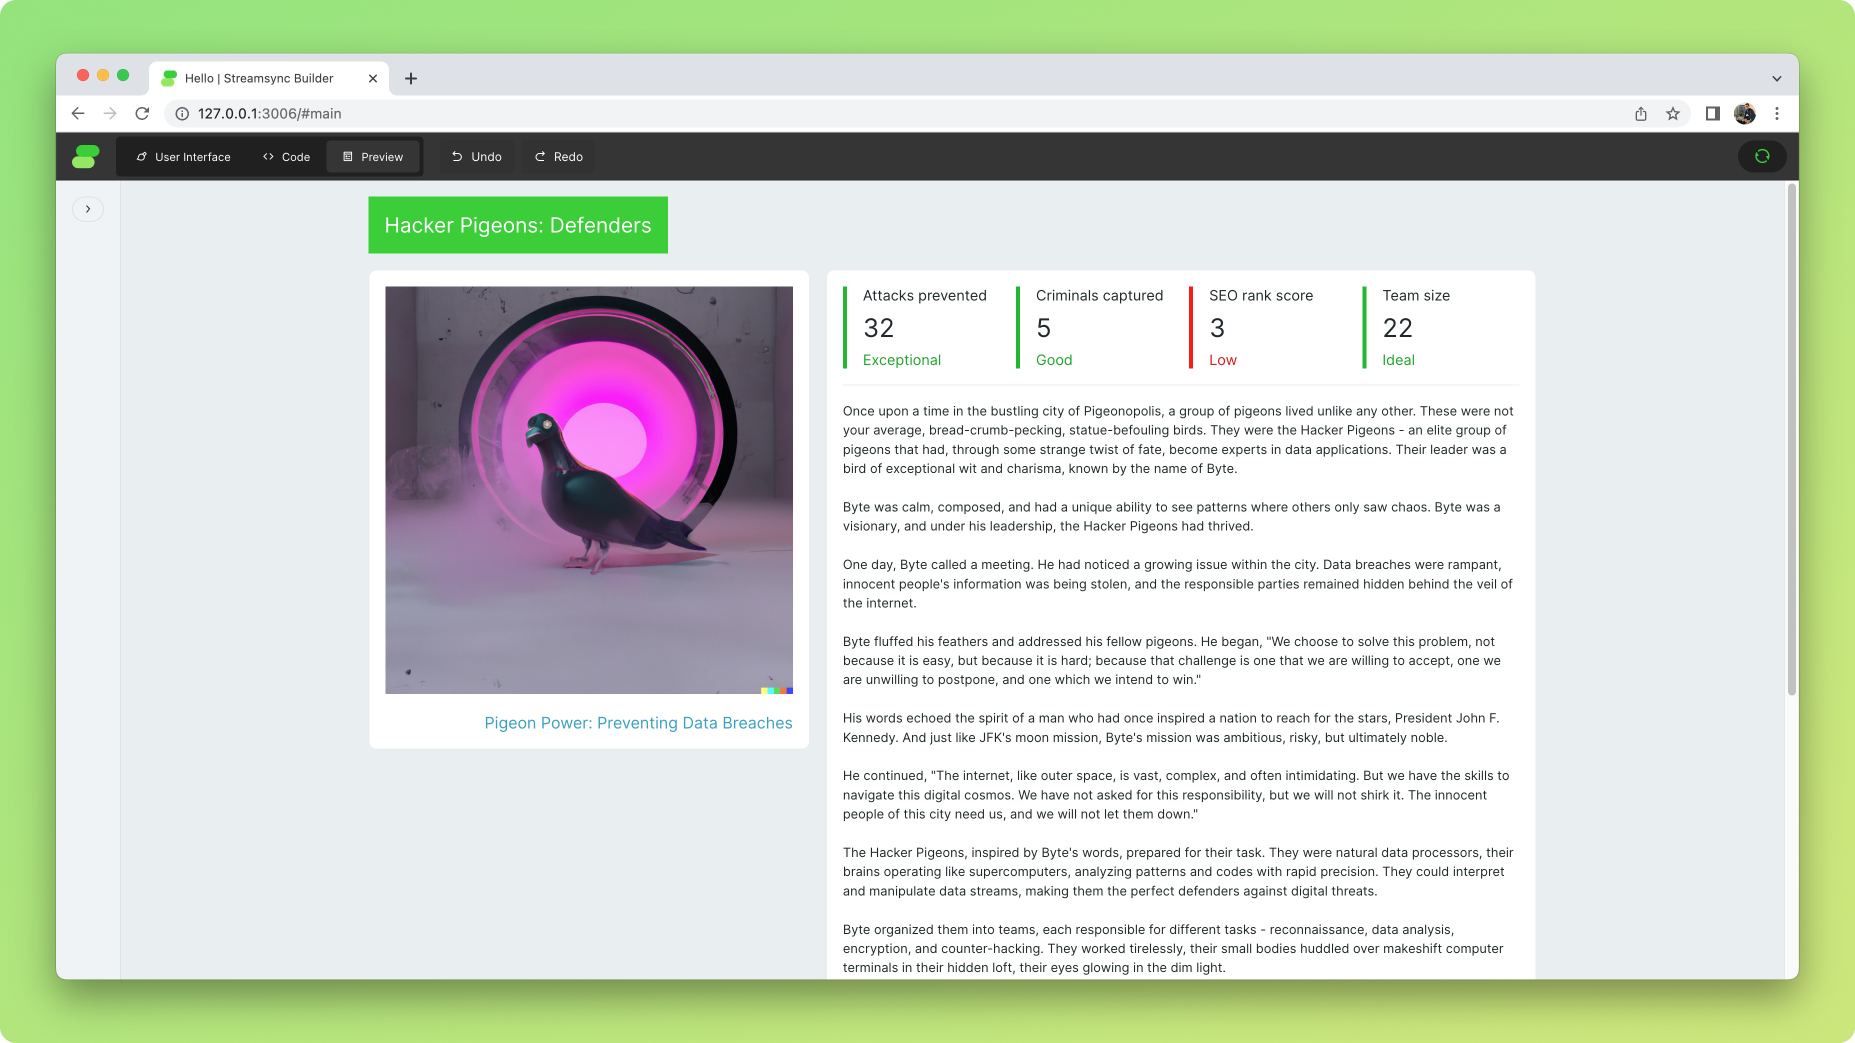 Hello | Streamsync Builder
127.0.0.1:3006/#main
User Interface
Code
Preview
Undo
Redo
Hacker Pigeons: Defenders
Pigeon Power: Preventing Data Breaches
Attacks prevented
32
Exceptional
Criminals captured
5
Good
SEO rank score
3
Low
Team size
22
Ideal
Once upon a time in the bustling city of Pigeonopolis, a group of pigeons lived unlike any other. These were not
your average, bread-crumb-pecking, statue-befouling birds. They were the Hacker Pigeons - an elite group of
pigeons that had, through some strange twist of fate, become experts in data applications. Their leader was a
bird of exceptional wit and charisma, known by the name of Byte.
Byte was calm, composed, and had a unique ability to see patterns where others only saw chaos. Byte was a
visionary, and under his leadership, the Hacker Pigeons had thrived.
One day, Byte called a meeting. He had noticed a growing issue within the city. Data breaches were rampant,
innocent people's information was being stolen, and the responsible parties remained hidden behind the veil of
the internet.
Byte fluffed his feathers and addressed his fellow pigeons. He began, "We choose to solve this problem, not
because it is easy, but because it is hard; because that challenge is one that we are willing to accept, one we
are unwilling to postpone, and one which we intend to win."
His words echoed the spirit of a man who had once inspired a nation to reach for the stars, President John F.
Kennedy. And just like JFK's moon mission, Byte's mission was ambitious, risky, but ultimately noble.
He continued, "The internet, like outer space, is vast, complex, and often intimidating. But we have the skills to
navigate this digital cosmos. We have not asked for this responsibility, but we will not shirk it. The innocent
people of this city need us, and we will not let them down."
The Hacker Pigeons, inspired by Byte's words, prepared for their task. They were natural data processors, their
brains operating like supercomputers, analyzing patterns and codes with rapid precision. They could interpret
and manipulate data streams, making them the perfect defenders against digital threats.
Byte organized them into teams, each responsible for different tasks - reconnaissance, data analysis,
encryption, and counter-hacking. They worked tirelessly, their small bodies huddled over makeshift computer
terminals in their hidden loft, their eyes glowing in the dim light.